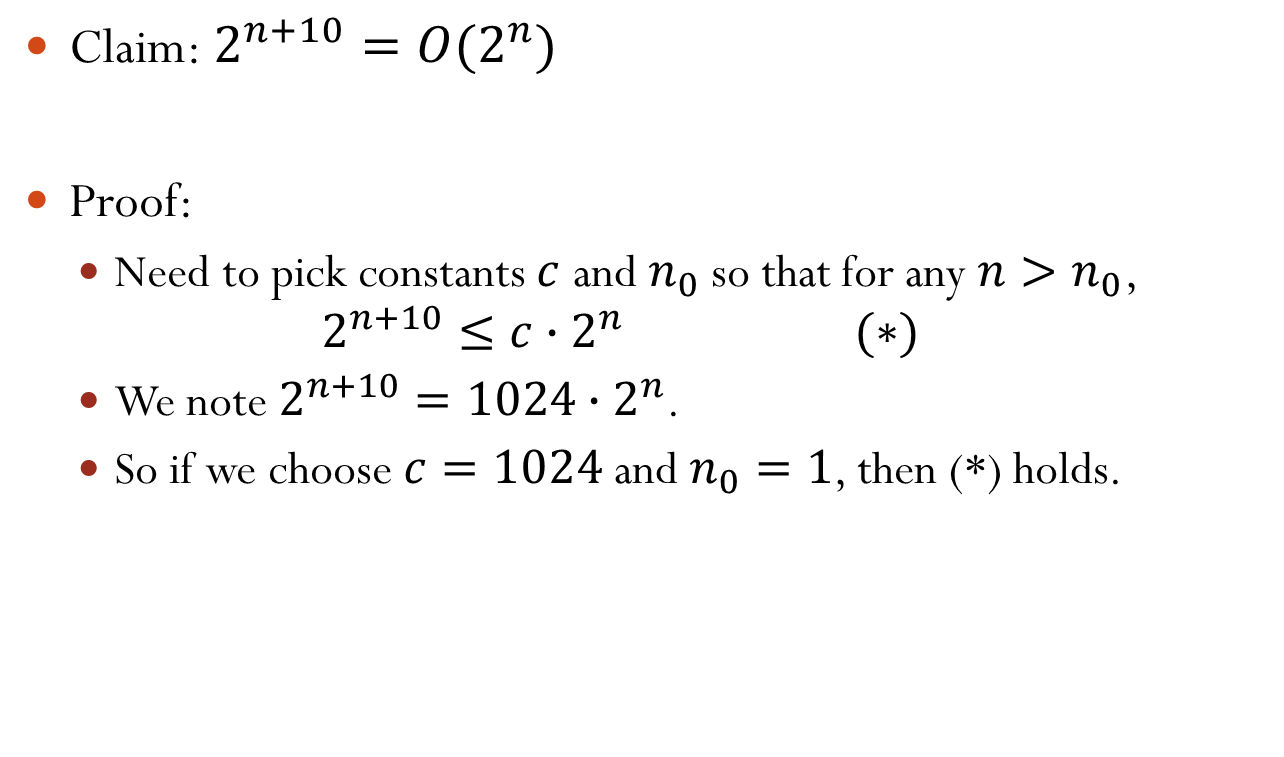 • Claim: 2^{n+10} = O(2^n)
• Proof:
• Need to pick constants c and n_0 so that for any n > n_0,
2^{n+10} ≤ c · 2^n (*)
• We note 2^{n+10} = 1024 · 2^n.
• So if we choose c = 1024 and n_0 = 1, then (*) holds.